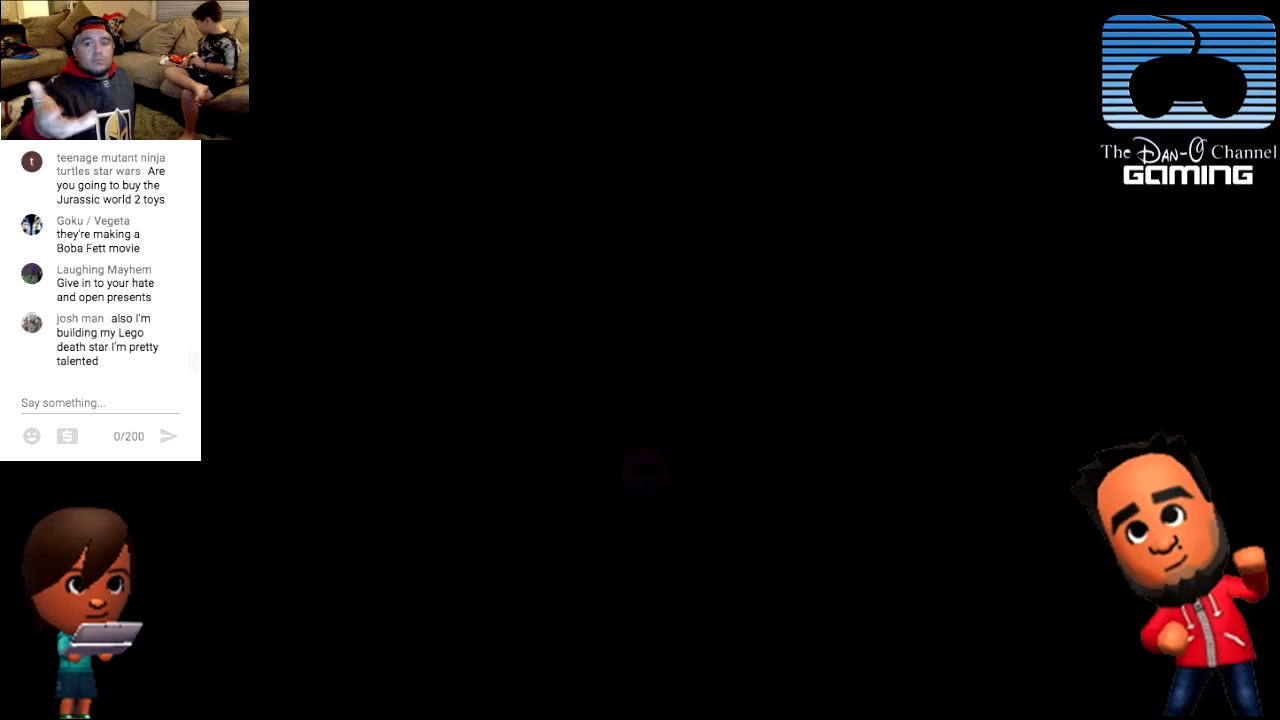 teenage mutant ninja
turtles star wars Are
you going to buy the
Jurassic world 2 toys
Goku / Vegeta
they're making a
Boba Fett movie
Laughing Mayhem
Give in to your hate
and open presents
josh man also I'm
building my Lego
death star I'm pretty
talented
Say something...
0/200
The Dan-O Channel
GAMING
t